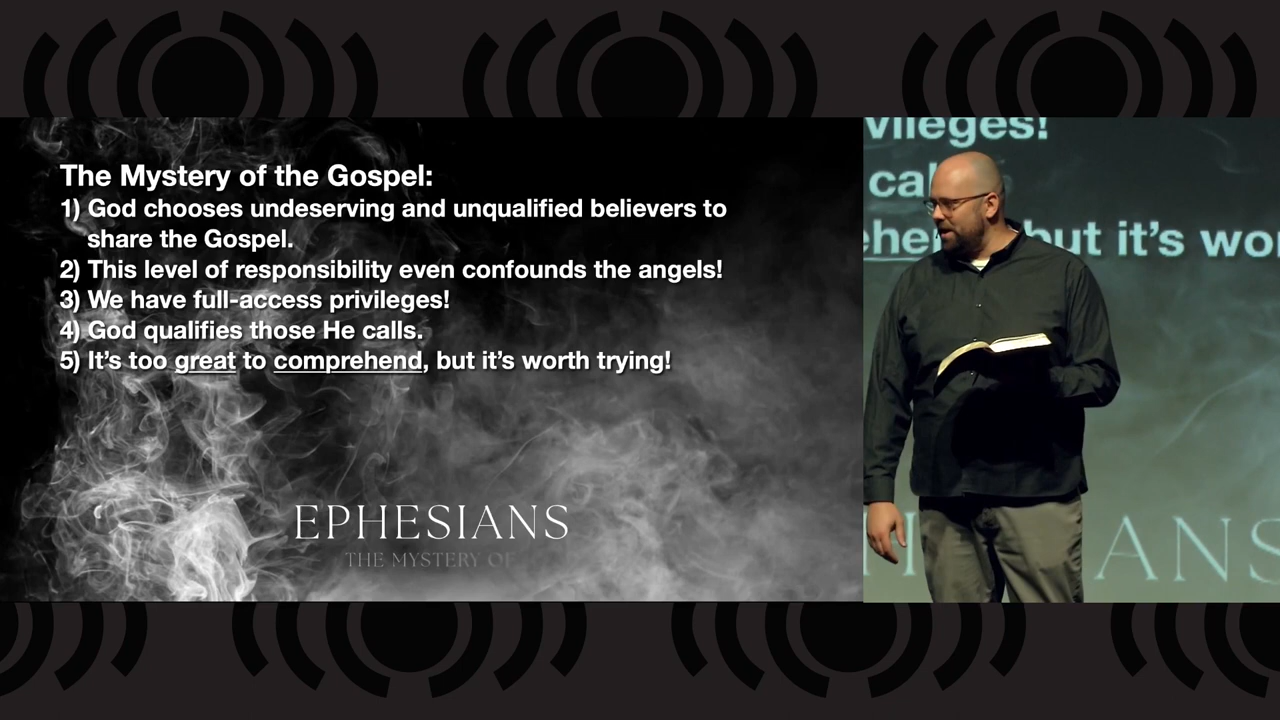 The Mystery of the Gospel:
1) God chooses undeserving and unqualified believers to
share the Gospel.
2) This level of responsibility even confounds the angels!
3) We have full-access privileges!
4) God qualifies those He calls.
5) It’s too great to comprehend, but it’s worth trying!
EPHESIANS
THE MYSTERY OF
vileges!
but it’s wor
ANS